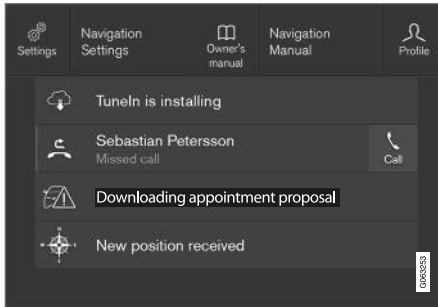 Settings
Navigation
Settings
Owner's
manual
Navigation
Manual
Profile
TuneIn is installing
Sebastian Petersson
Missed call
Call
Downloading appointment proposal
New position received
G063253